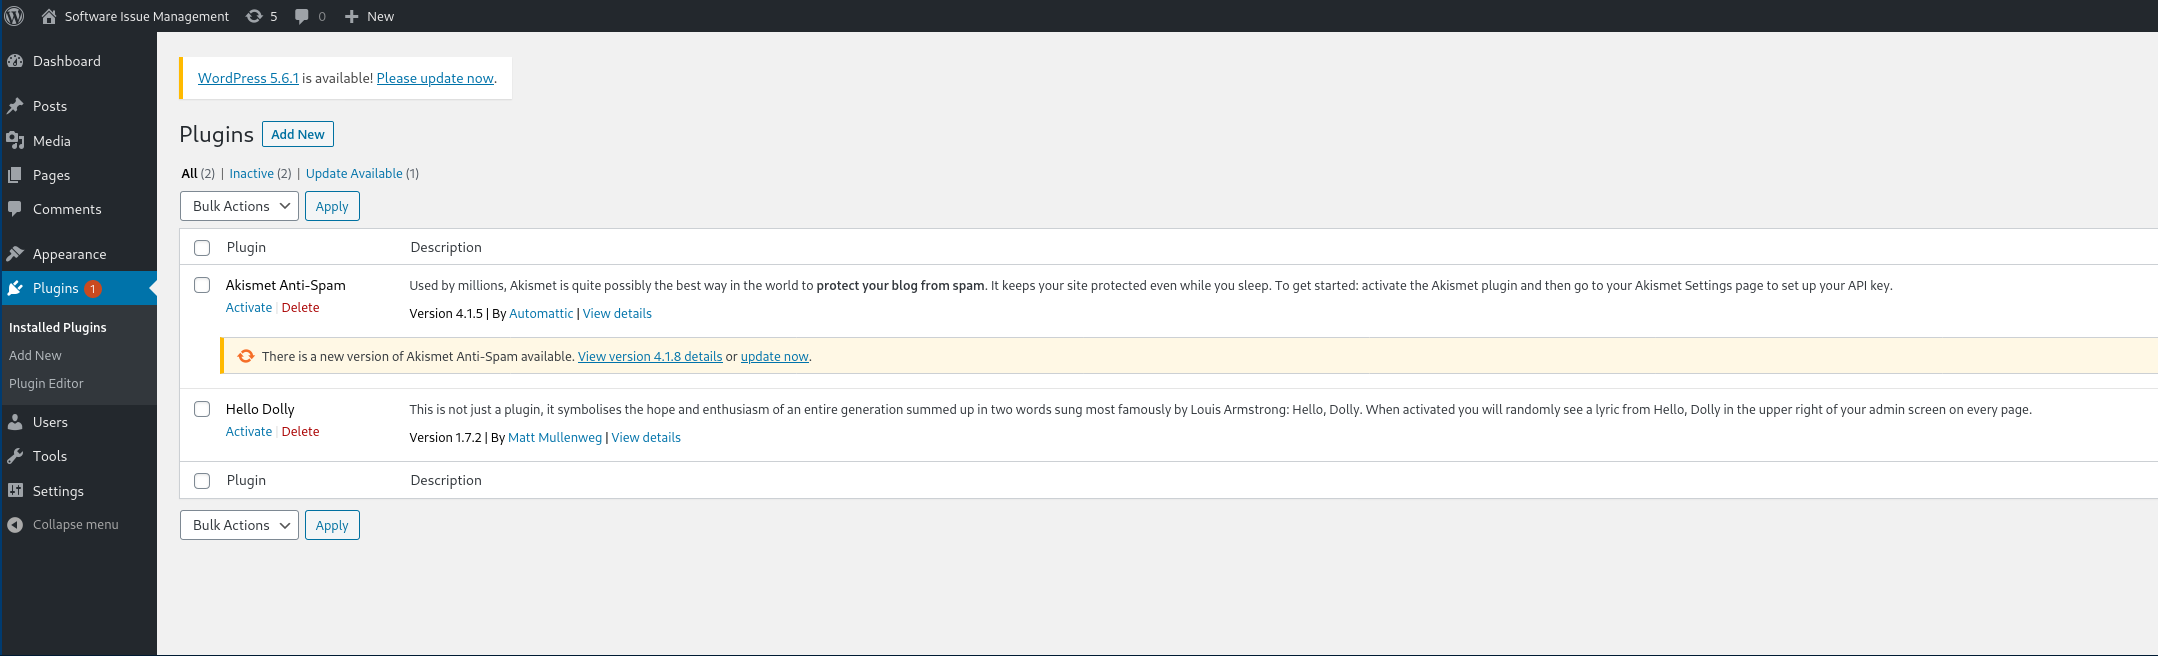 Software Issue Management 5 0 New
Dashboard
Posts
Media
Pages
Comments
Appearance
Plugins 1
Installed Plugins
Add New
Plugin Editor
Users
Tools
Settings
Collapse menu
WordPress 5.6.1 is available! Please update now.
Plugins Add New
All (2) | Inactive (2) | Update Available (1)
Bulk Actions Apply
Plugin Description
Akismet Anti-Spam Used by millions, Akismet is quite possibly the best way in the world to protect your blog from spam. It keeps your site protected even while you sleep. To get started: activate the Akismet plugin and then go to your Akismet Settings page to set up your API key.
Activate | Delete Version 4.1.5 | By Automattic | View details
There is a new version of Akismet Anti-Spam available. View version 4.1.8 details or update now.
Hello Dolly This is not just a plugin, it symbolises the hope and enthusiasm of an entire generation summed up in two words sung most famously by Louis Armstrong: Hello, Dolly. When activated you will randomly see a lyric from Hello, Dolly in the upper right of your admin screen on every page.
Activate | Delete Version 1.7.2 | By Matt Mullenweg | View details
Plugin Description
Bulk Actions Apply